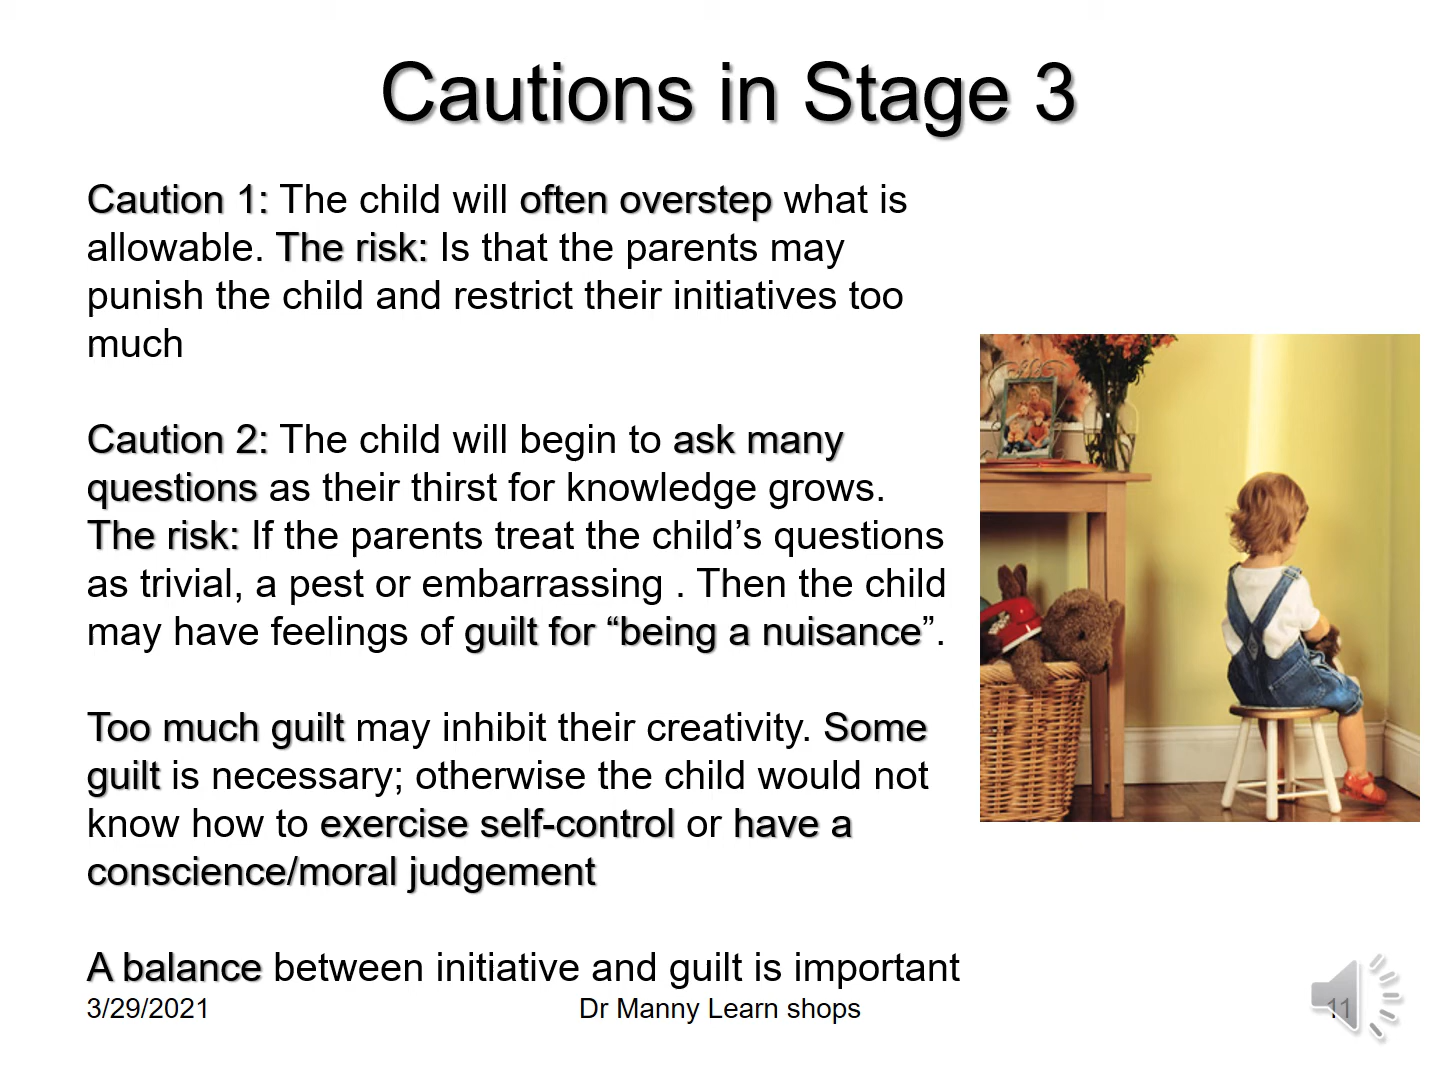 Cautions in Stage 3
Caution 1: The child will often overstep what is
allowable. The risk: Is that the parents may
punish the child and restrict their initiatives too
much
Caution 2: The child will begin to ask many
questions as their thirst for knowledge grows.
The risk: If the parents treat the child’s questions
as trivial, a pest or embarrassing . Then the child
may have feelings of guilt for “being a nuisance”.
Too much guilt may inhibit their creativity. Some
guilt is necessary; otherwise the child would not
know how to exercise self-control or have a
conscience/moral judgement
A balance between initiative and guilt is important
3/29/2021
Dr Manny Learn shops
11